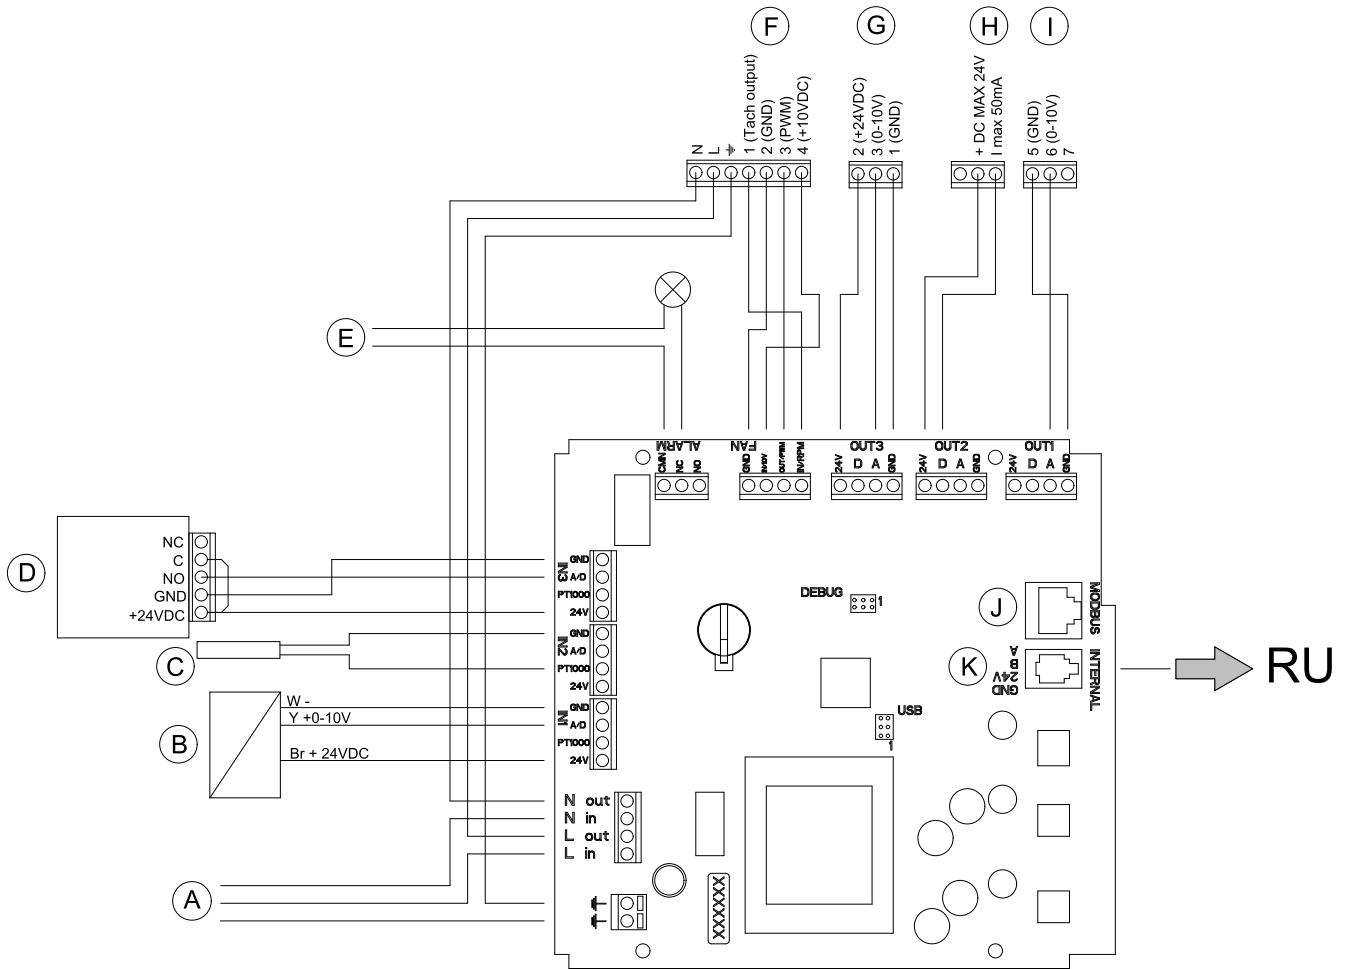 F
G
H
I
N
L
1 (Tach output)
2 (GND)
3 (PWM)
4 (+10VDC)
2 (+24VDC)
3 (0-10V)
1 (GND)
+ DC MAX 24V
I max 50mA
5 (GND)
6 (0-10V)
7
E
ALARM
CMN
NC
NO
FAN
GND
IN/10V
OUT/PWM
IN/RPM
OUT3
24V
D
A
GND
OUT2
24V
D
A
GND
OUT1
24V
D
A
GND
D
NC
C
NO
GND
+24VDC
IN3
GND
A/D
PT1000
24V
C
IN2
GND
A/D
PT1000
24V
B
W -
Y +0-10V
Br + 24VDC
IN1
GND
A/D
PT1000
24V
DEBUG
1
J
MODBUS
K
A
B
24V
GND
INTERNAL
RU
USB
1
N out
N in
L out
L in
A